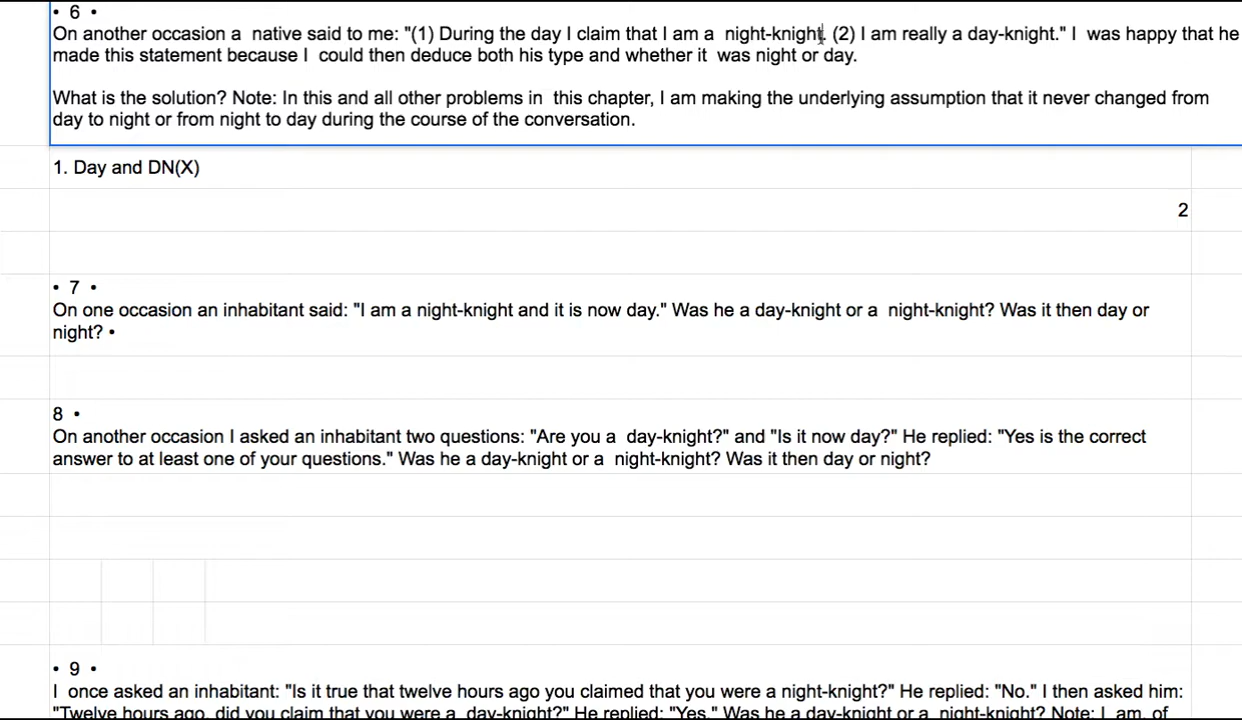 • 6 •
On another occasion a native said to me: "(1) During the day I claim that I am a night-knight. (2) I am really a day-knight." I was happy that he
made this statement because I could then deduce both his type and whether it was night or day.
What is the solution? Note: In this and all other problems in this chapter, I am making the underlying assumption that it never changed from
day to night or from night to day during the course of the conversation.
1. Day and DN(X)
2
• 7 •
On one occasion an inhabitant said: "I am a night-knight and it is now day." Was he a day-knight or a night-knight? Was it then day or
night? •
8 •
On another occasion I asked an inhabitant two questions: "Are you a day-knight?" and "Is it now day?" He replied: "Yes is the correct
answer to at least one of your questions." Was he a day-knight or a night-knight? Was it then day or night?
• 9 •
I once asked an inhabitant: "Is it true that twelve hours ago you claimed that you were a night-knight?" He replied: "No." I then asked him:
"Twelve hours ago, did you claim that you were a day-knight?" He replied: "Yes." Was he a day-knight or a night-knight? Note: I am, of